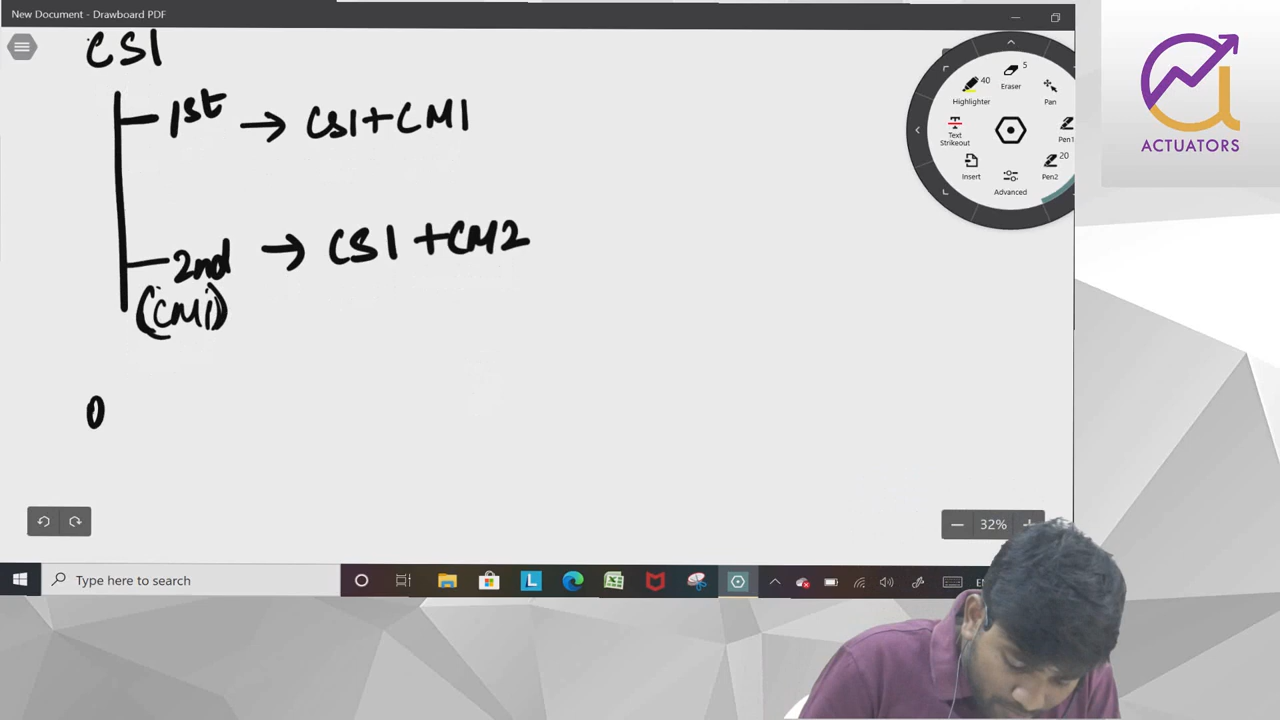 New Document - Drawboard PDF
CS1
1st → CS1+CM1
2nd → CS1+CM2
(CM1)
0
40
Highlighter
5
Eraser
Pan
Text
Strikeout
Pen1
Insert
Advanced
20
Pen2
32%
Type here to search
L
EN
a
ACTUATORS